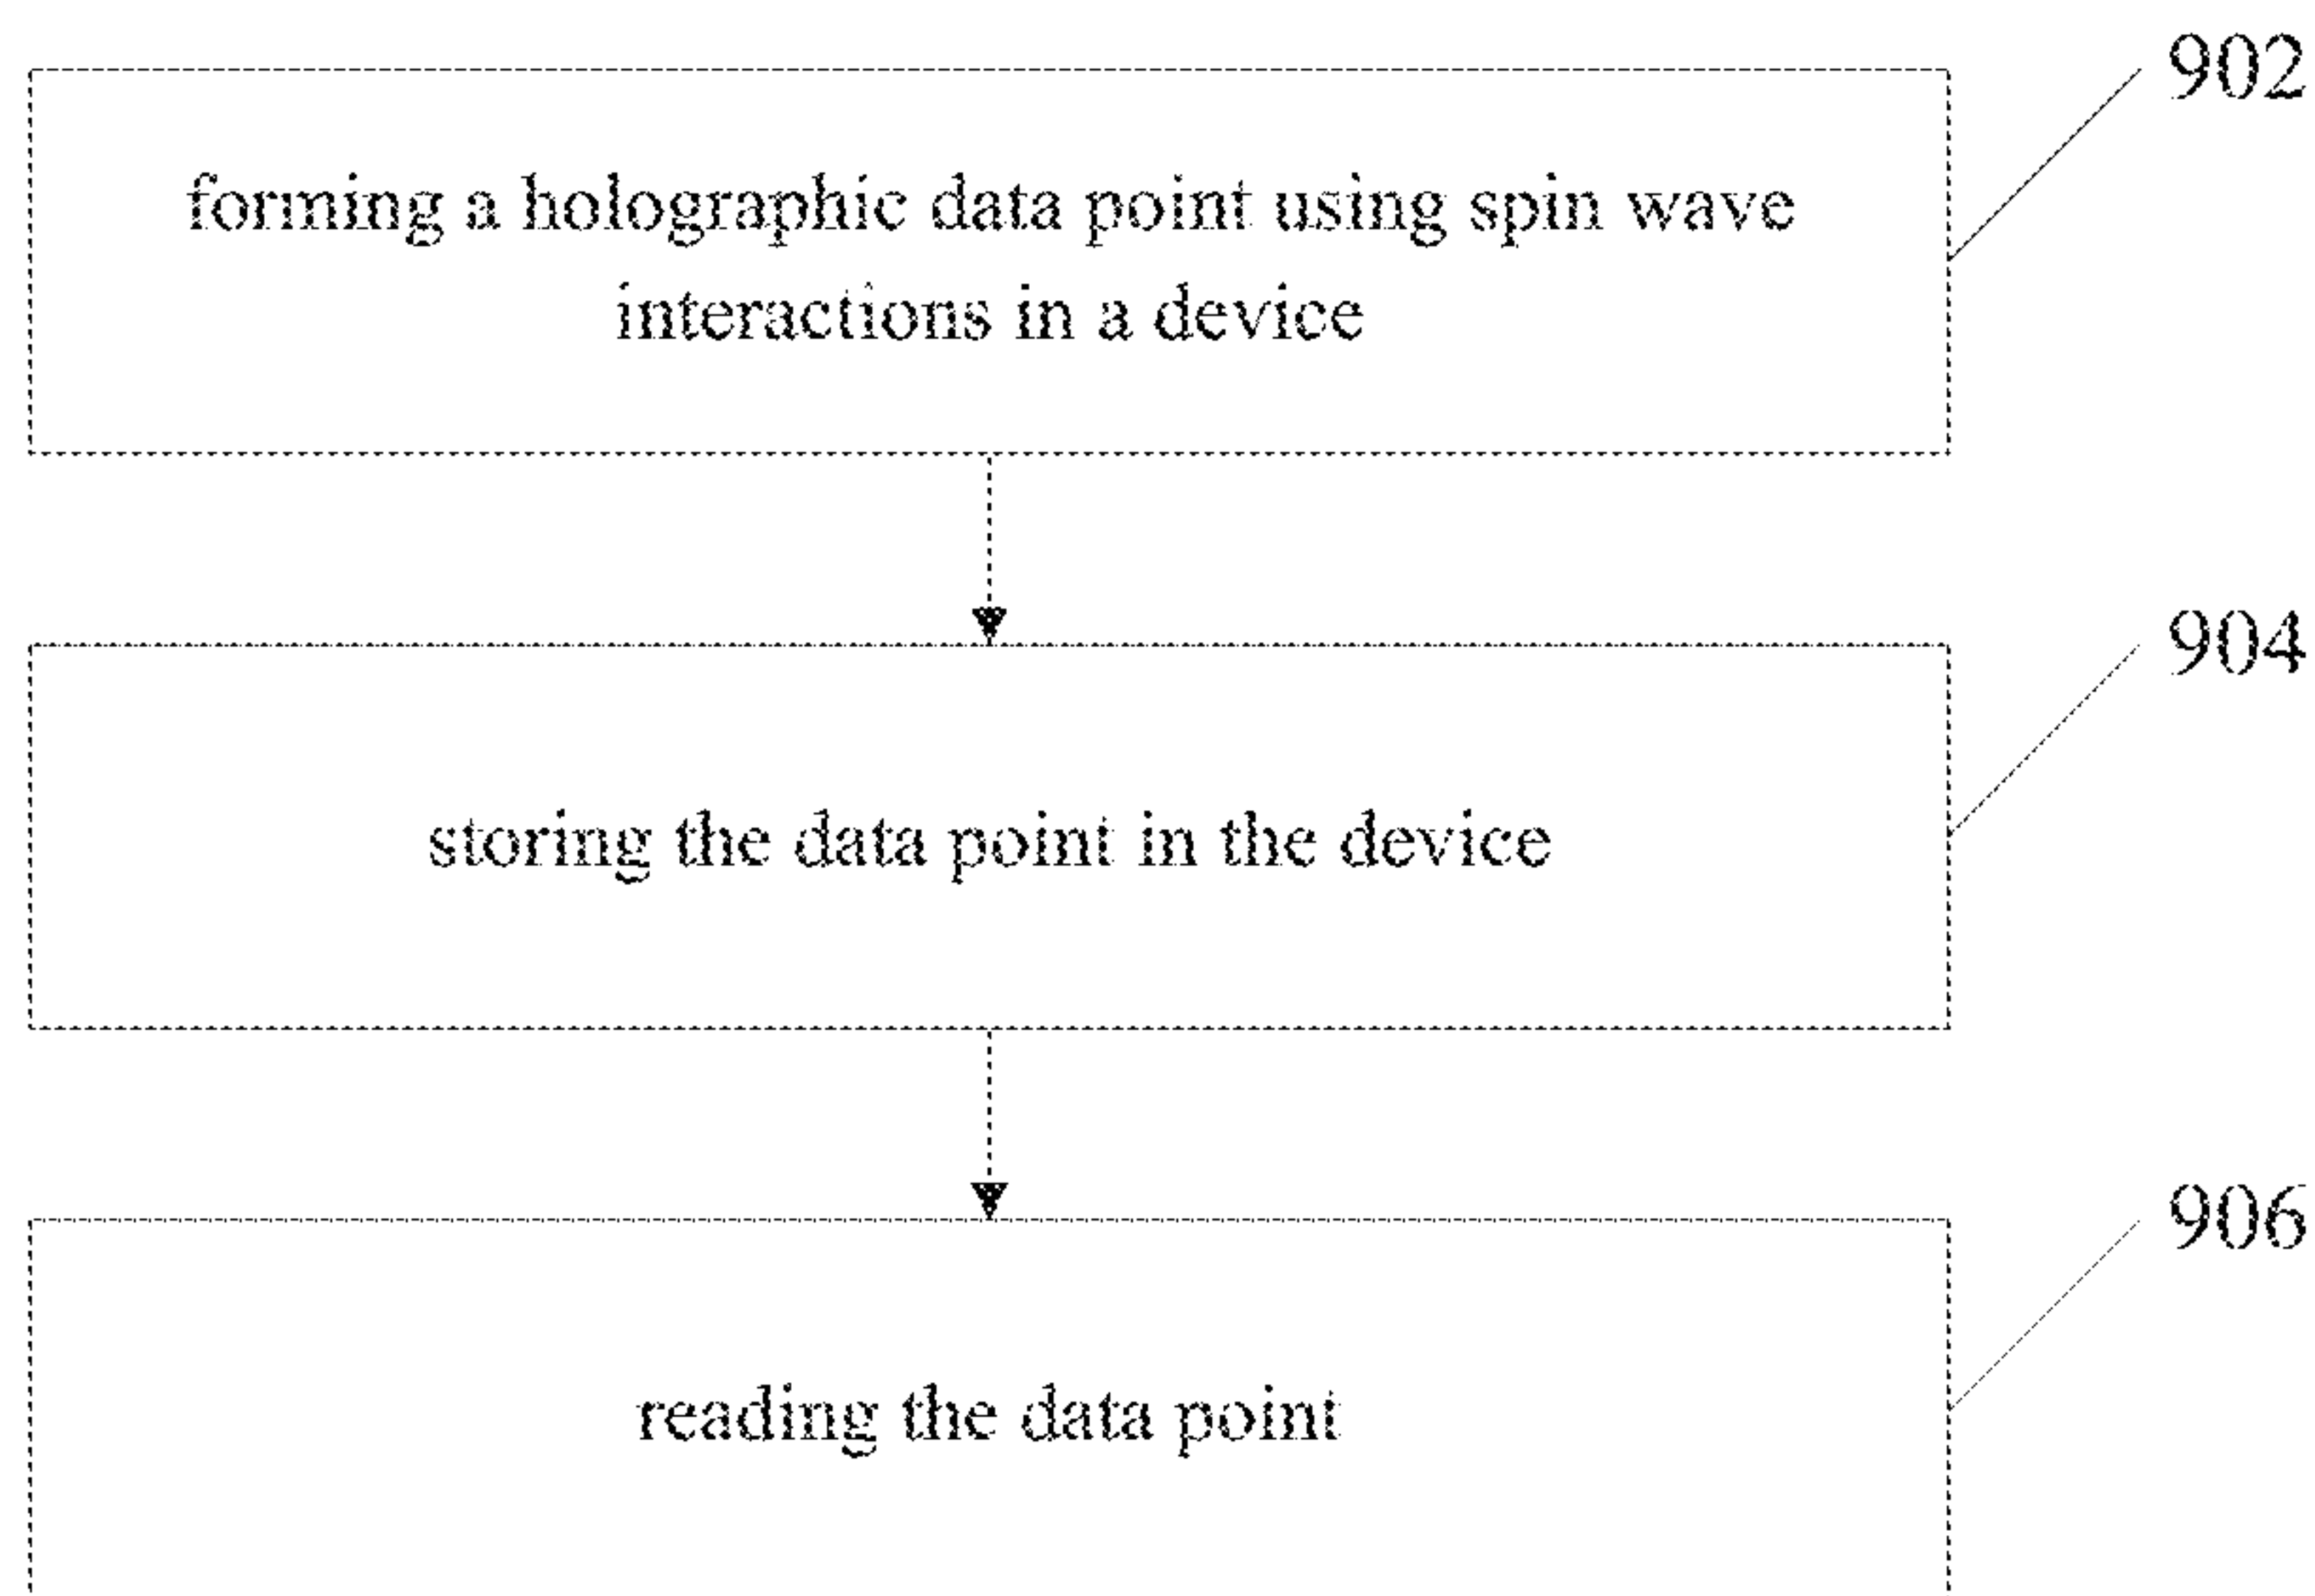 902
forming a holographic data point using spin wave
interactions in a device
904
storing the data point in the device
906
reading the data point